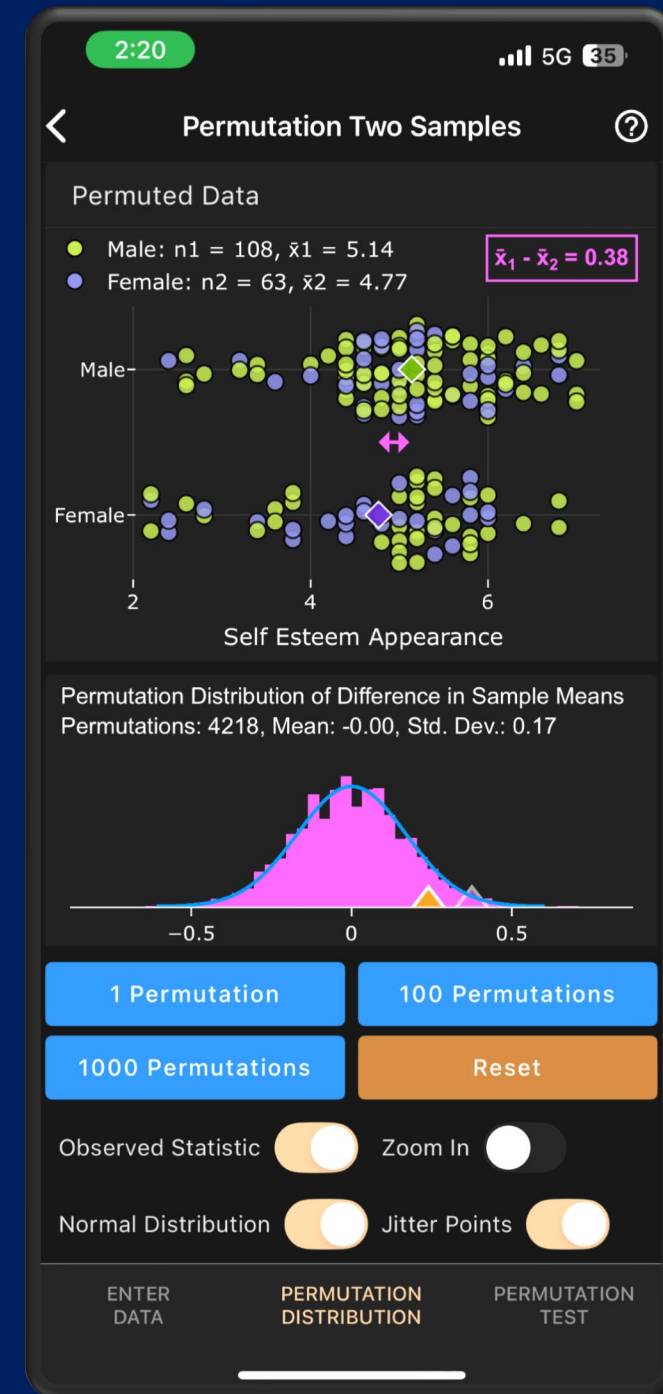 2:20
5G 35
Permutation Two Samples ?
Permuted Data
Male: n1 = 108, x̄1 = 5.14
Female: n2 = 63, x̄2 = 4.77
x̄₁ - x̄₂ = 0.38
Male
Female
2 4 6
Self Esteem Appearance
Permutation Distribution of Difference in Sample Means
Permutations: 4218, Mean: -0.00, Std. Dev.: 0.17
−0.5 0 0.5
1 Permutation 100 Permutations
1000 Permutations Reset
Observed Statistic Zoom In
Normal Distribution Jitter Points
ENTER PERMUTATION PERMUTATION
DATA DISTRIBUTION TEST